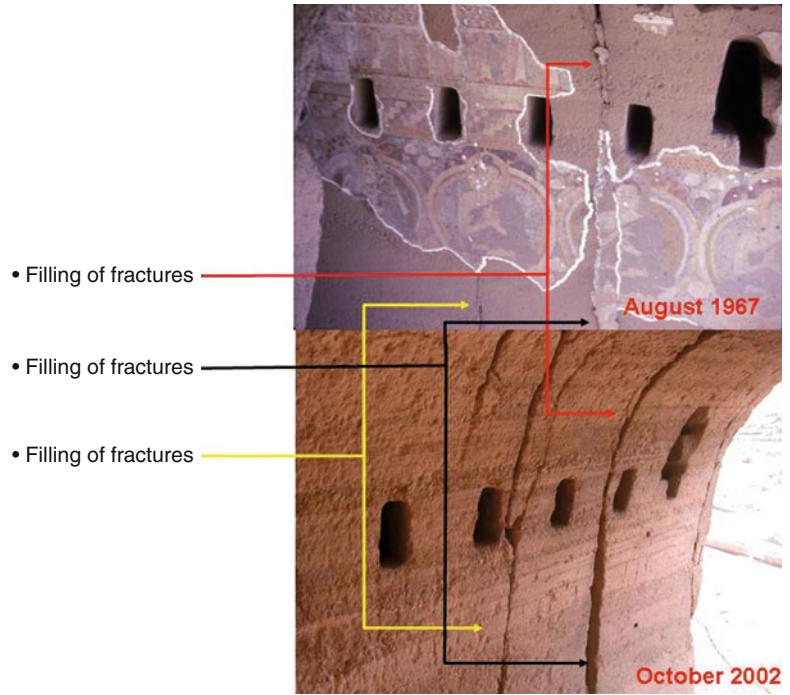 • Filling of fractures
August 1967
• Filling of fractures
• Filling of fractures
October 2002